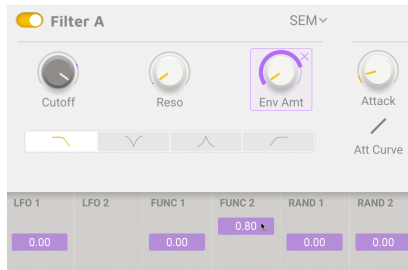 Filter A
SEM
Cutoff
Reso
Env Amt
Attack
Att Curve
LFO 1
LFO 2
FUNC 1
FUNC 2
RAND 1
RAND 2
0.00
0.00
0.80
0.00
0.00